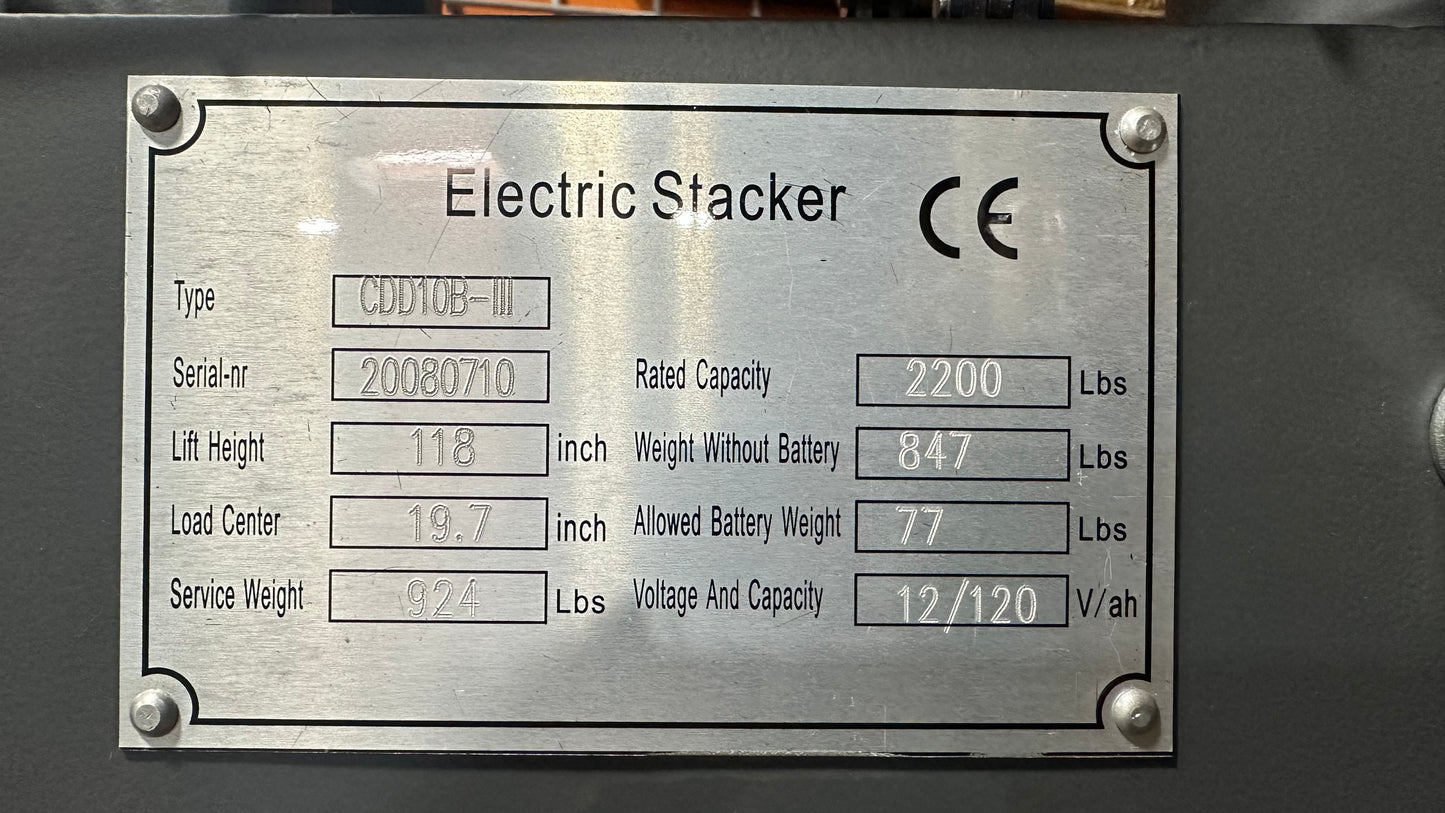 Electric Stacker CE
Type CDD10B-III
Serial-nr 20080710 Rated Capacity 2200 Lbs
Lift Height 118 inch Weight Without Battery 847 Lbs
Load Center 19.7 inch Allowed Battery Weight 77 Lbs
Service Weight 924 Lbs Voltage And Capacity 12/120 V/ah